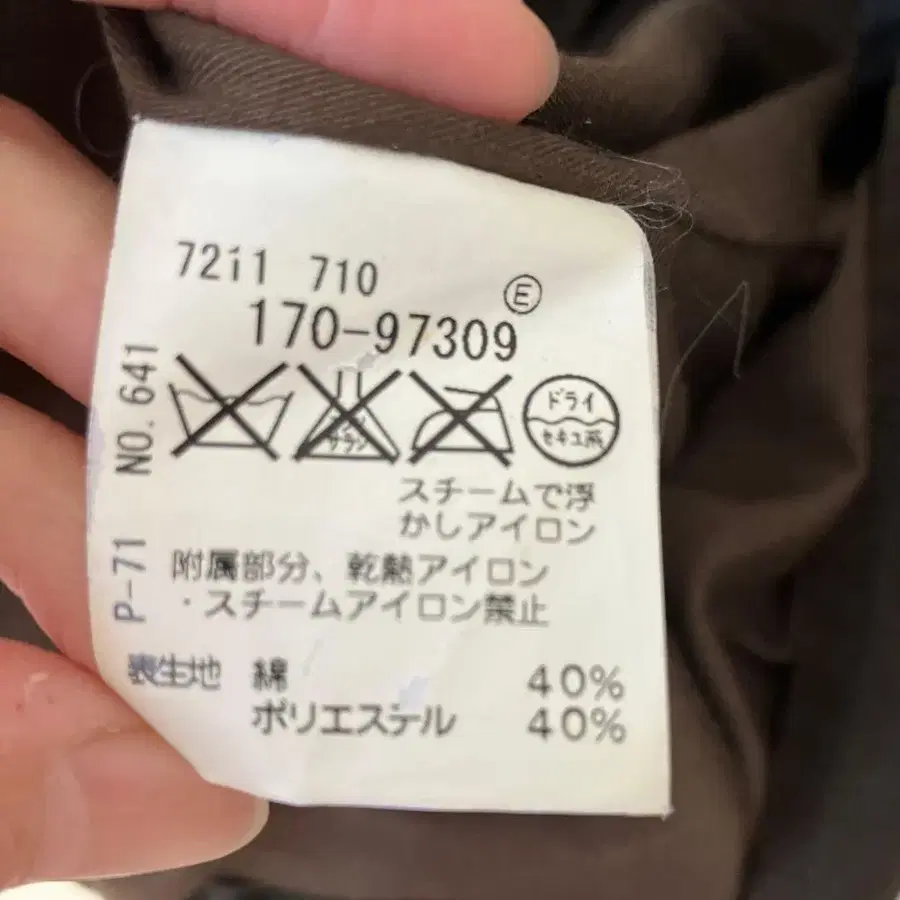 7211 710
Ⓔ
170-97309
NO. 641
P-71
サラシ
ドライ
セキユ系
スチームで浮
かしアイロン
附属部分、乾熱アイロン
・スチームアイロン禁止
表生地 綿 40%
ポリエステル 40%